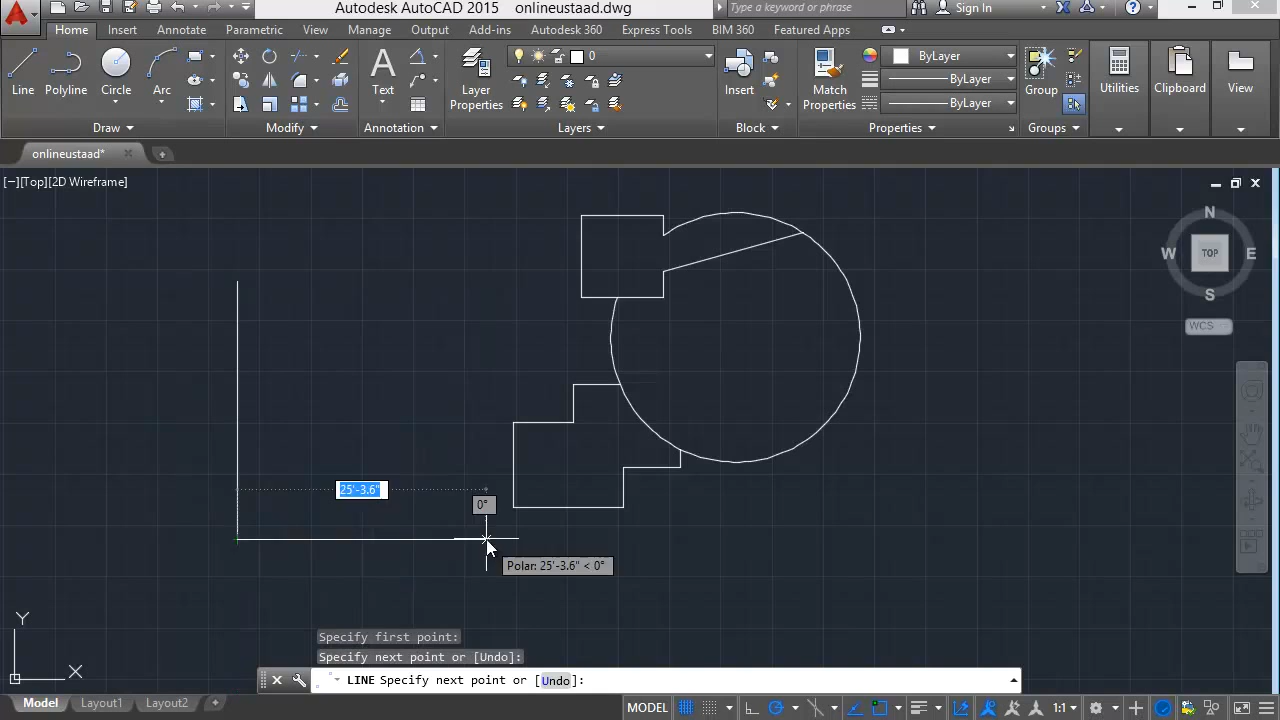 Autodesk AutoCAD 2015 onlineustaad.dwg
Type a keyword or phrase
Sign In
Home Insert Annotate Parametric View Manage Output Add-ins Autodesk 360 Express Tools BIM 360 Featured Apps
Line Polyline Circle Arc
Text
Layer Properties
0
Insert
Match Properties
ByLayer
ByLayer
ByLayer
Group
Utilities
Clipboard
View
Draw Modify Annotation Layers Block Properties Groups
onlineustaad*
[−][Top][2D Wireframe]
N
W TOP E
S
WCS
25'-3.6"
0°
Polar: 25'-3.6" < 0°
Y
X
Specify first point:
Specify next point or [Undo]:
LINE Specify next point or [Undo]:
Model Layout1 Layout2
MODEL 1:1